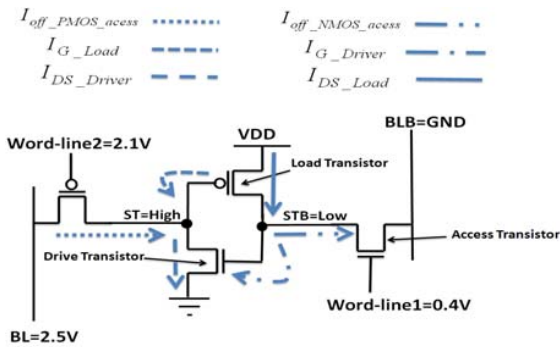 I_off_PMOS_acess
I_off_NMOS_acess
I_G_Load
I_G_Driver
I_DS_Driver
I_DS_Load
BLB=GND
Word-line2=2.1V
VDD
Load Transistor
ST=High
STB=Low
Access Transistor
Drive Transistor
Word-line1=0.4V
BL=2.5V